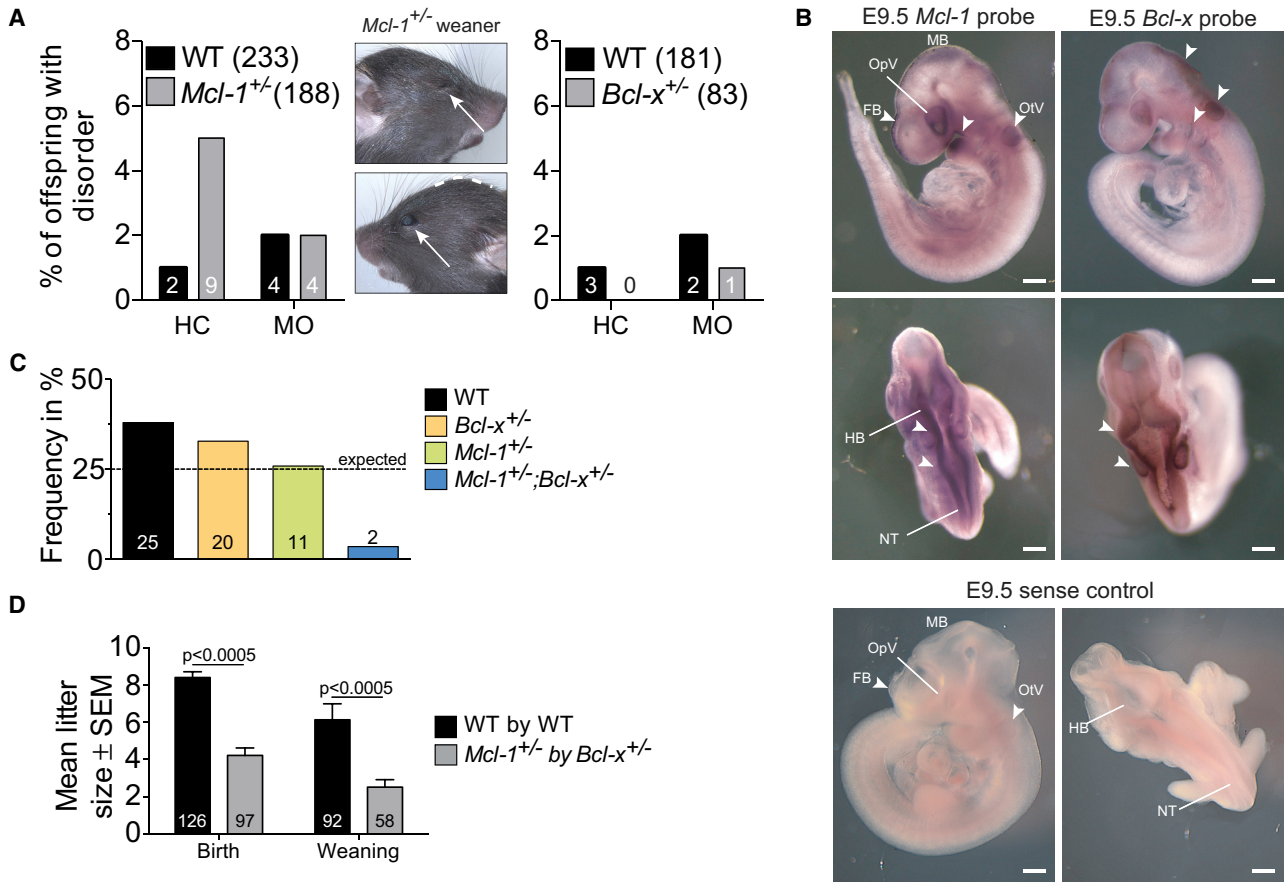 A
% of offspring with
disorder
8
6
4
2
0
WT (233)
Mcl-1+/- (188)
2
9
4
4
HC
MO
Mcl-1+/- weaner
8
6
4
2
0
WT (181)
Bcl-x+/- (83)
3
0
2
1
HC
MO
B
E9.5 Mcl-1 probe
E9.5 Bcl-x probe
MB
OpV
FB
OtV
HB
NT
E9.5 sense control
MB
OpV
FB
OtV
HB
NT
C
Frequency in %
50
25
0
25
20
11
2
expected
WT
Bcl-x+/-
Mcl-1+/-
Mcl-1+/-;Bcl-x+/-
D
Mean litter
size ± SEM
10
8
6
4
2
0
p<0.0005
p<0.0005
126
97
92
58
Birth
Weaning
WT by WT
Mcl-1+/- by Bcl-x+/-